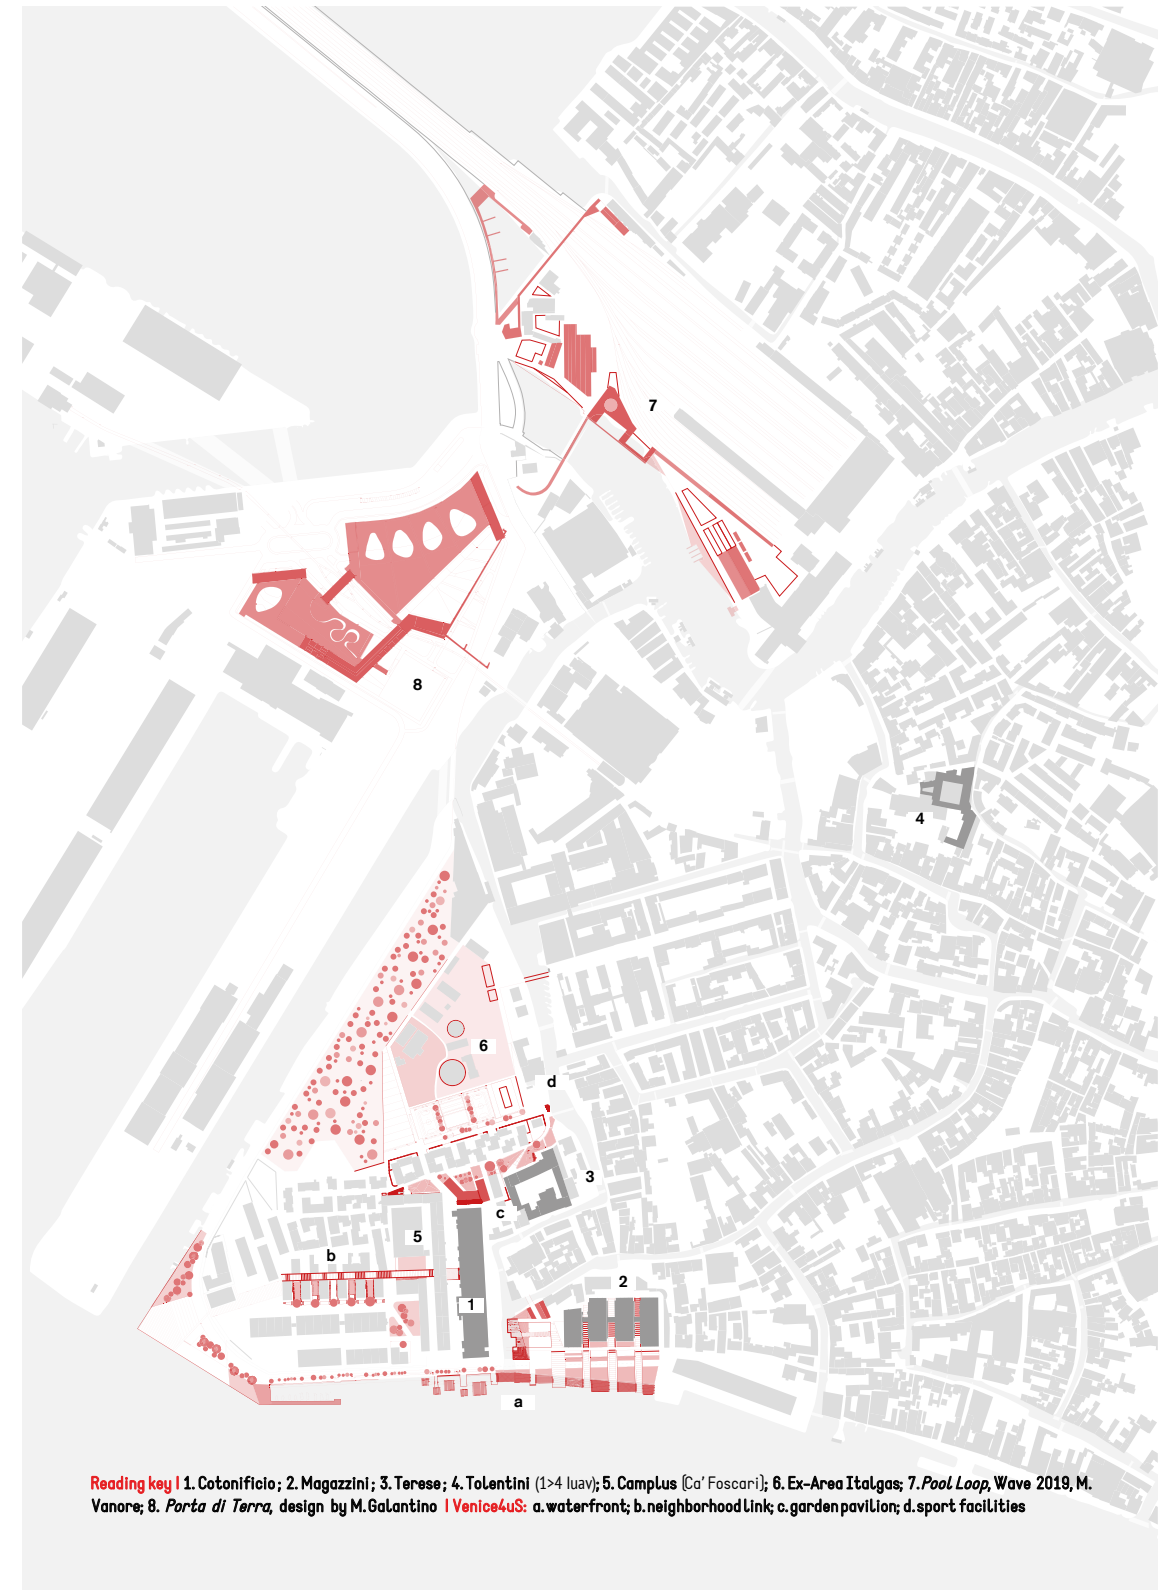 7
8
4
6
d
3
c
5
b
2
1
a
Reading key I 1. Cotonificio; 2. Magazzini; 3. Terese; 4. Tolentini (1>4 Iuav); 5. Camplus (Ca' Foscari); 6. Ex-Area Italgas; 7. Pool Loop, Wave 2019, M.
Vanore; 8. Porta di Terra, design by M.Galantino I Venice4uS: a. waterfront; b. neighborhood link; c. garden pavilion; d. sport facilities